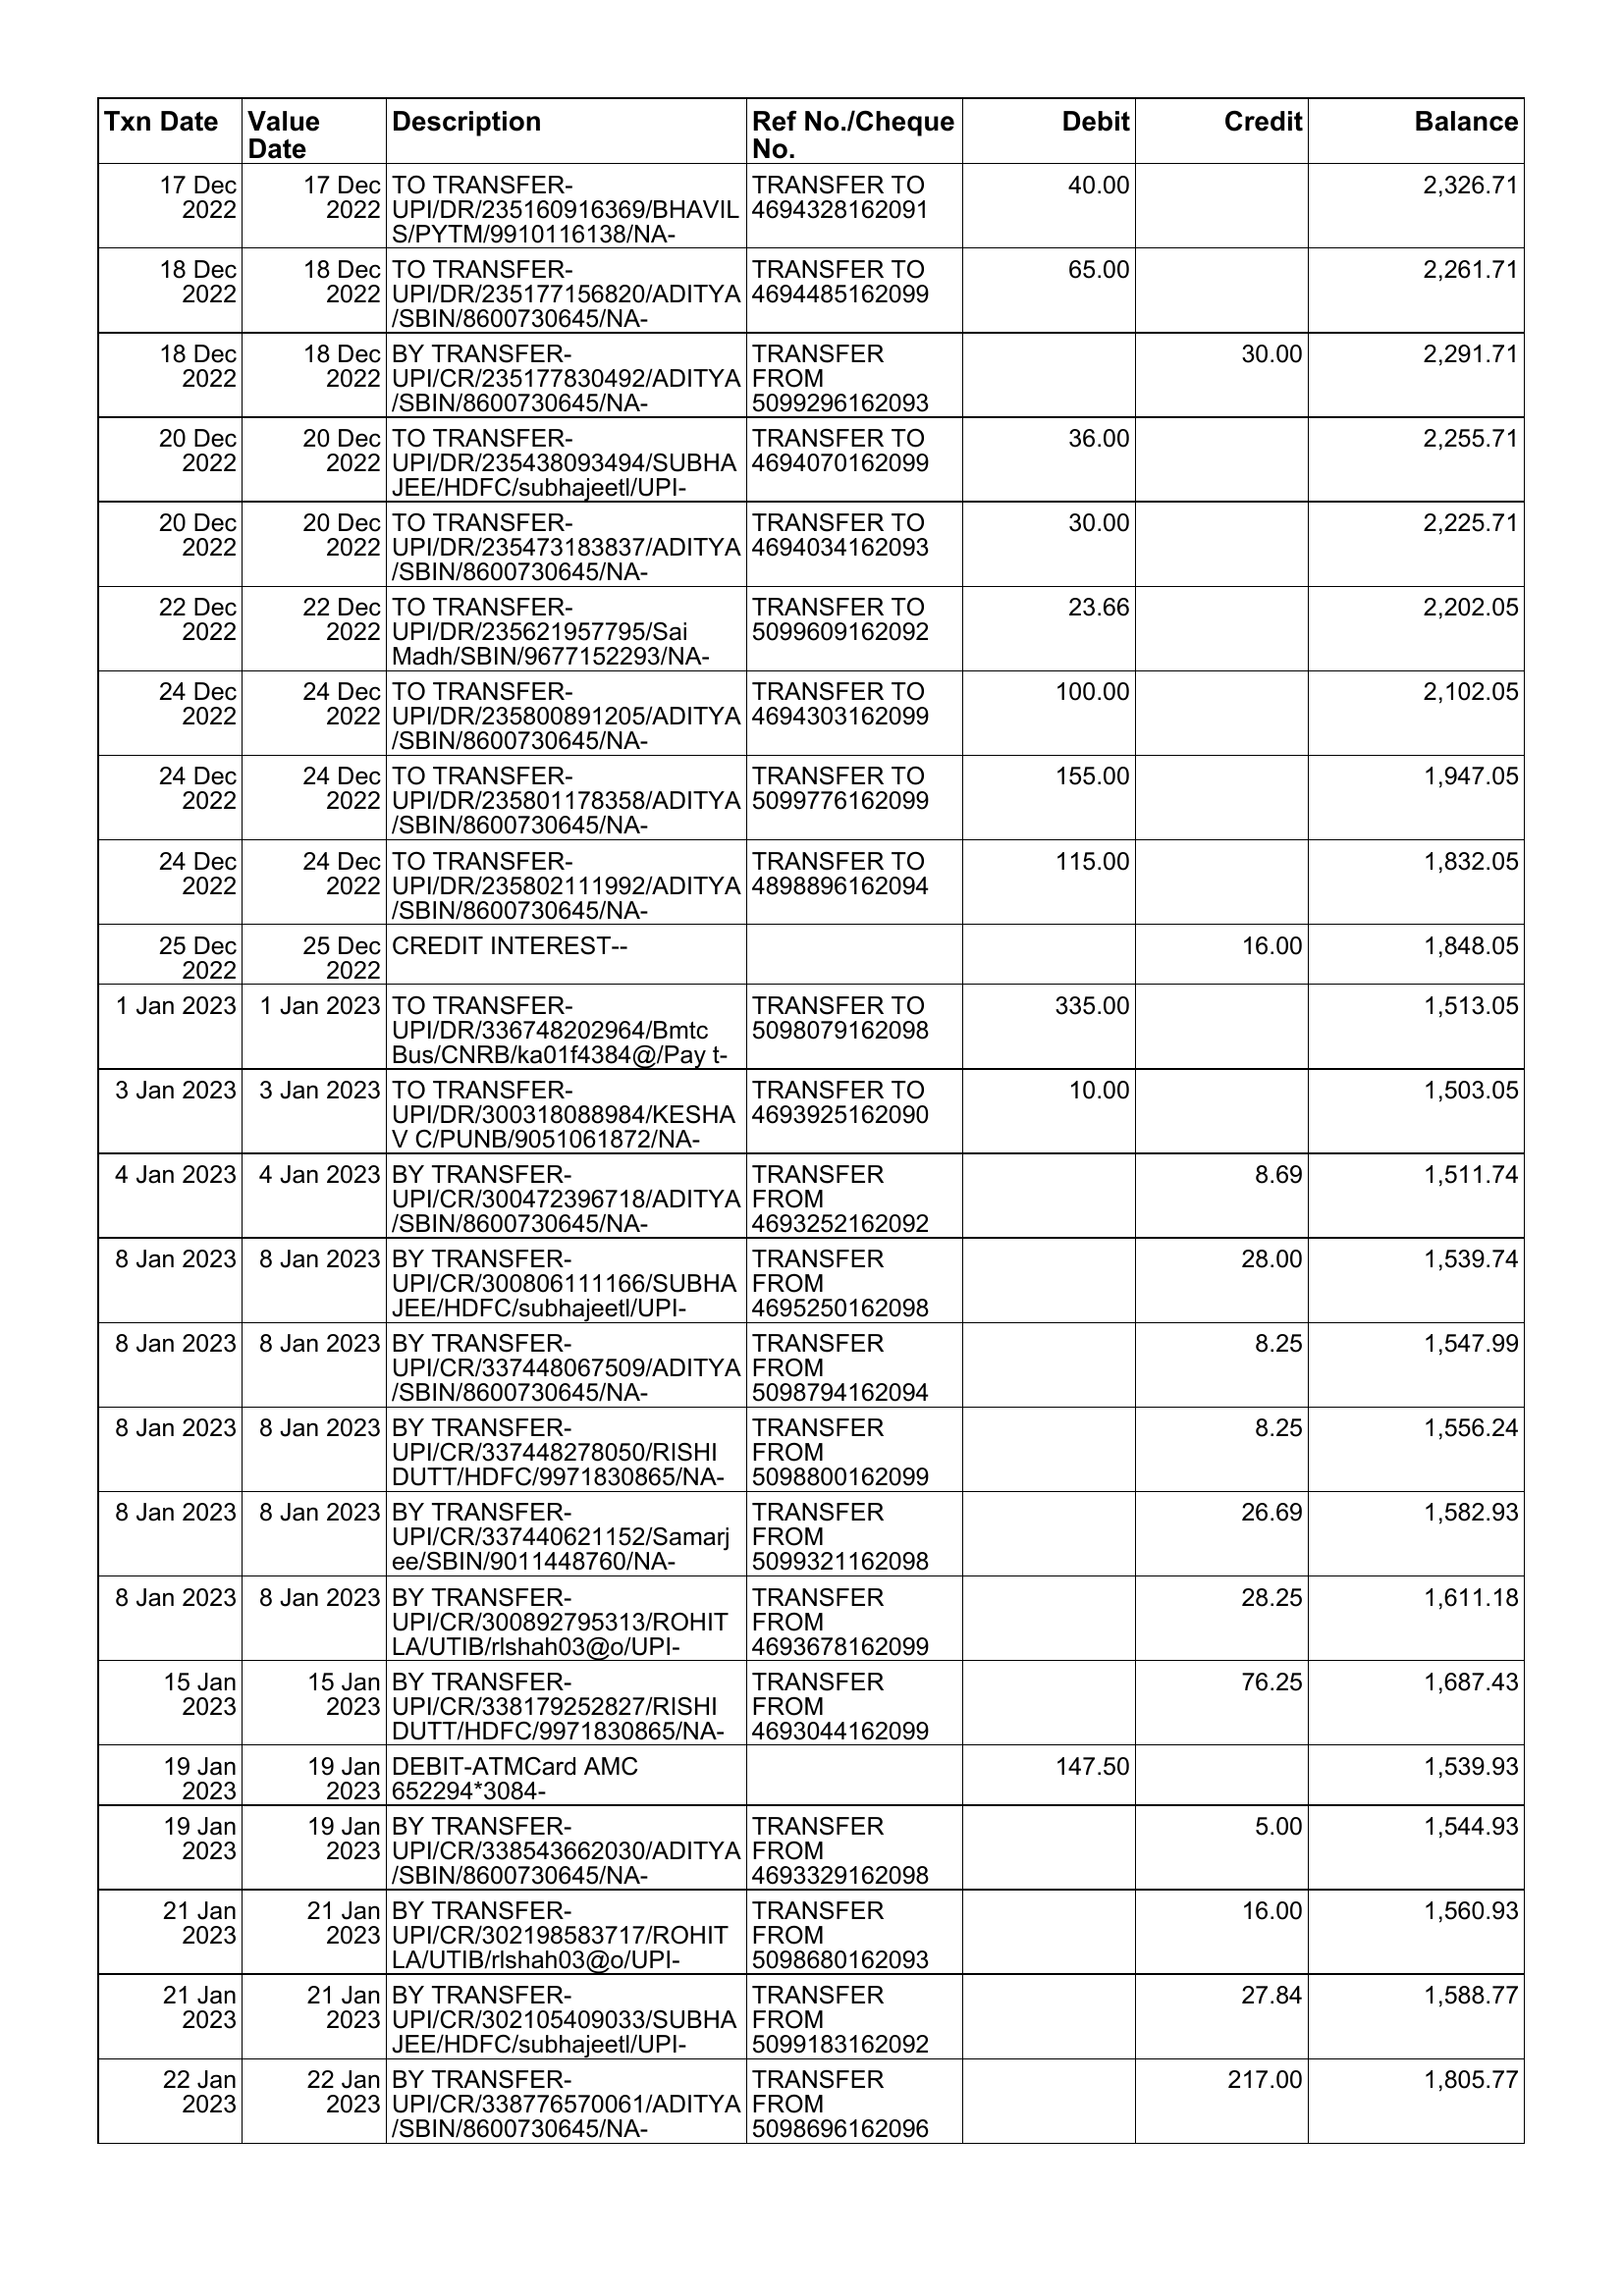 Txn Date Value Date Description Ref No./Cheque No. Debit Credit Balance
17 Dec 17 Dec TO TRANSFER- TRANSFER TO 40.00 2,326.71
2022 2022 UPI/DR/235160916369/BHAVIL 4694328162091
S/PYTM/9910116138/NA-
18 Dec 18 Dec TO TRANSFER- TRANSFER TO 65.00 2,261.71
2022 2022 UPI/DR/235177156820/ADITYA 4694485162099
/SBIN/8600730645/NA-
18 Dec 18 Dec BY TRANSFER- TRANSFER 30.00 2,291.71
2022 2022 UPI/CR/235177830492/ADITYA FROM
/SBIN/8600730645/NA- 5099296162093
20 Dec 20 Dec TO TRANSFER- TRANSFER TO 36.00 2,255.71
2022 2022 UPI/DR/235438093494/SUBHA 4694070162099
JEE/HDFC/subhajeetl/UPI-
20 Dec 20 Dec TO TRANSFER- TRANSFER TO 30.00 2,225.71
2022 2022 UPI/DR/235473183837/ADITYA 4694034162093
/SBIN/8600730645/NA-
22 Dec 22 Dec TO TRANSFER- TRANSFER TO 23.66 2,202.05
2022 2022 UPI/DR/235621957795/Sai 5099609162092
Madh/SBIN/9677152293/NA-
24 Dec 24 Dec TO TRANSFER- TRANSFER TO 100.00 2,102.05
2022 2022 UPI/DR/235800891205/ADITYA 4694303162099
/SBIN/8600730645/NA-
24 Dec 24 Dec TO TRANSFER- TRANSFER TO 155.00 1,947.05
2022 2022 UPI/DR/235801178358/ADITYA 5099776162099
/SBIN/8600730645/NA-
24 Dec 24 Dec TO TRANSFER- TRANSFER TO 115.00 1,832.05
2022 2022 UPI/DR/235802111992/ADITYA 4898896162094
/SBIN/8600730645/NA-
25 Dec 25 Dec CREDIT INTEREST-- 16.00 1,848.05
2022 2022
1 Jan 2023 1 Jan 2023 TO TRANSFER- TRANSFER TO 335.00 1,513.05
UPI/DR/336748202964/Bmtc 5098079162098
Bus/CNRB/ka01f4384@/Pay t-
3 Jan 2023 3 Jan 2023 TO TRANSFER- TRANSFER TO 10.00 1,503.05
UPI/DR/300318088984/KESHA 4693925162090
V C/PUNB/9051061872/NA-
4 Jan 2023 4 Jan 2023 BY TRANSFER- TRANSFER 8.69 1,511.74
UPI/CR/300472396718/ADITYA FROM
/SBIN/8600730645/NA- 4693252162092
8 Jan 2023 8 Jan 2023 BY TRANSFER- TRANSFER 28.00 1,539.74
UPI/CR/300806111166/SUBHA FROM
JEE/HDFC/subhajeetl/UPI- 4695250162098
8 Jan 2023 8 Jan 2023 BY TRANSFER- TRANSFER 8.25 1,547.99
UPI/CR/337448067509/ADITYA FROM
/SBIN/8600730645/NA- 5098794162094
8 Jan 2023 8 Jan 2023 BY TRANSFER- TRANSFER 8.25 1,556.24
UPI/CR/337448278050/RISHI FROM
DUTT/HDFC/9971830865/NA- 5098800162099
8 Jan 2023 8 Jan 2023 BY TRANSFER- TRANSFER 26.69 1,582.93
UPI/CR/337440621152/Samarj FROM
ee/SBIN/9011448760/NA- 5099321162098
8 Jan 2023 8 Jan 2023 BY TRANSFER- TRANSFER 28.25 1,611.18
UPI/CR/300892795313/ROHIT FROM
LA/UTIB/rlshah03@o/UPI- 4693678162099
15 Jan 15 Jan BY TRANSFER- TRANSFER 76.25 1,687.43
2023 2023 UPI/CR/338179252827/RISHI FROM
DUTT/HDFC/9971830865/NA- 4693044162099
19 Jan 19 Jan DEBIT-ATMCard AMC 147.50 1,539.93
2023 2023 652294*3084-
19 Jan 19 Jan BY TRANSFER- TRANSFER 5.00 1,544.93
2023 2023 UPI/CR/338543662030/ADITYA FROM
/SBIN/8600730645/NA- 4693329162098
21 Jan 21 Jan BY TRANSFER- TRANSFER 16.00 1,560.93
2023 2023 UPI/CR/302198583717/ROHIT FROM
LA/UTIB/rlshah03@o/UPI- 5098680162093
21 Jan 21 Jan BY TRANSFER- TRANSFER 27.84 1,588.77
2023 2023 UPI/CR/302105409033/SUBHA FROM
JEE/HDFC/subhajeetl/UPI- 5099183162092
22 Jan 22 Jan BY TRANSFER- TRANSFER 217.00 1,805.77
2023 2023 UPI/CR/338776570061/ADITYA FROM
/SBIN/8600730645/NA- 5098696162096